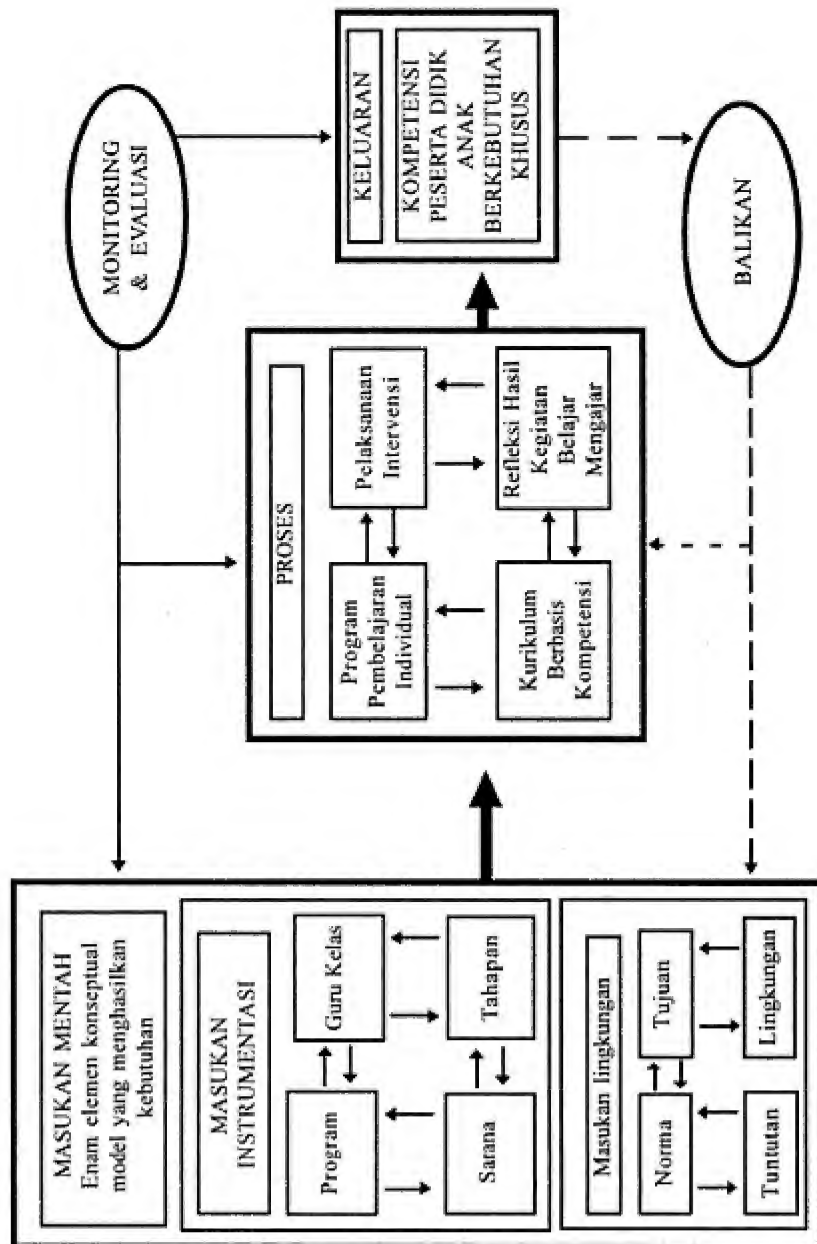 MONITORING
& EVALUASI
MASUKAN MENTAH
Enam elemen konseptual
model yang menghasilkan
kebutuhan
MASUKAN
INSTRUMENTASI
Program
Guru Kelas
Sarana
Tahapan
Masukan lingkungan
Norma
Tujuan
Tuntutan
Lingkungan
PROSES
Program
Pembelajaran
Individual
Pelaksanaan
Intervensi
Kurikulum
Berbasis
Kompetensi
Refleksi Hasil
Kegiatan
Belajar
Mengajar
KELUARAN
KOMPETENSI
PESERTA DIDIK
ANAK
BERKEBUTUHAN
KHUSUS
BALIKAN